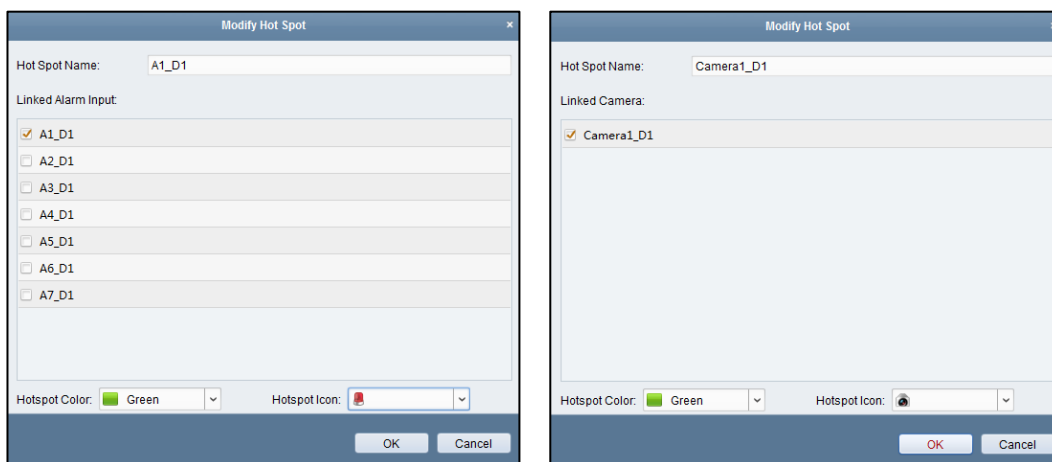 Modify Hot Spot ×
Hot Spot Name: A1_D1
Linked Alarm Input:
A1_D1
A2_D1
A3_D1
A4_D1
A5_D1
A6_D1
A7_D1
Hotspot Color: Green Hotspot Icon:
OK Cancel
Modify Hot Spot
Hot Spot Name: Camera1_D1
Linked Camera:
Camera1_D1
Hotspot Color: Green Hotspot Icon:
OK Cancel